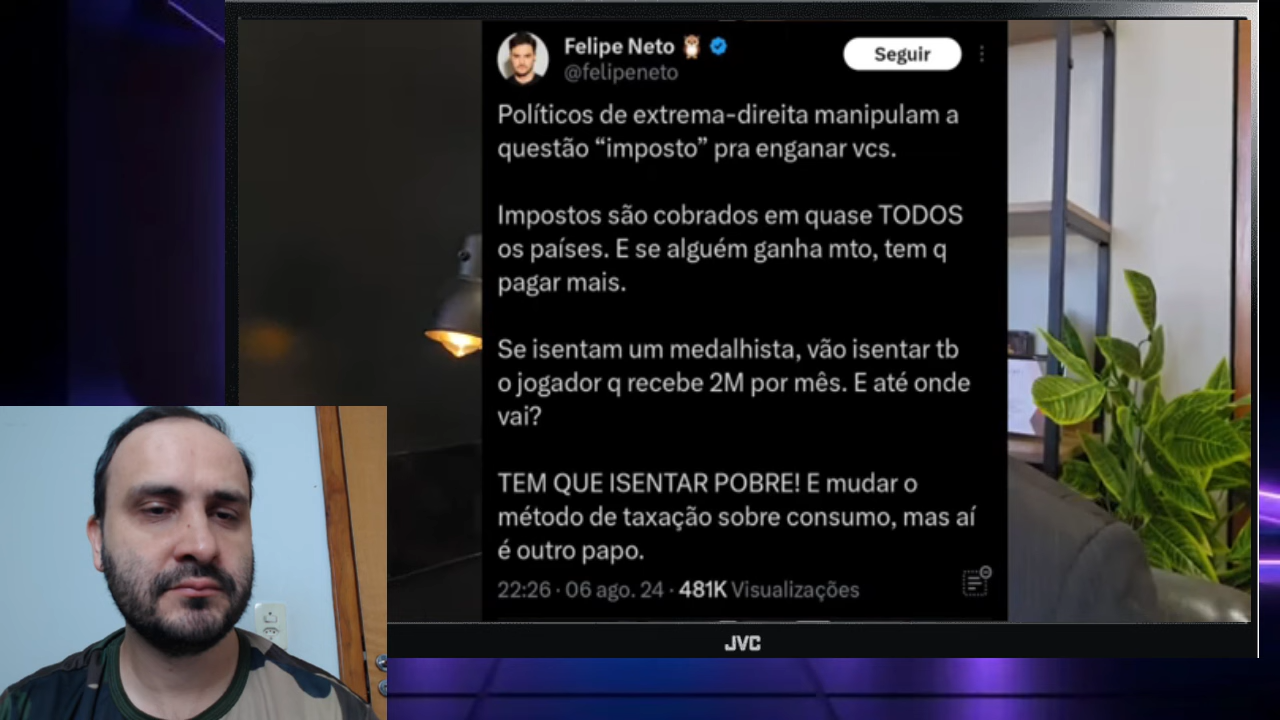 Felipe Neto
@felipeneto
Seguir
Políticos de extrema-direita manipulam a
questão “imposto” pra enganar vcs.
Impostos são cobrados em quase TODOS
os países. E se alguém ganha mto, tem q
pagar mais.
Se isentam um medalhista, vão isentar tb
o jogador q recebe 2M por mês. E até onde
vai?
TEM QUE ISENTAR POBRE! E mudar o
método de taxação sobre consumo, mas aí
é outro papo.
22:26 · 06 ago. 24 · 481K Visualizações
JVC